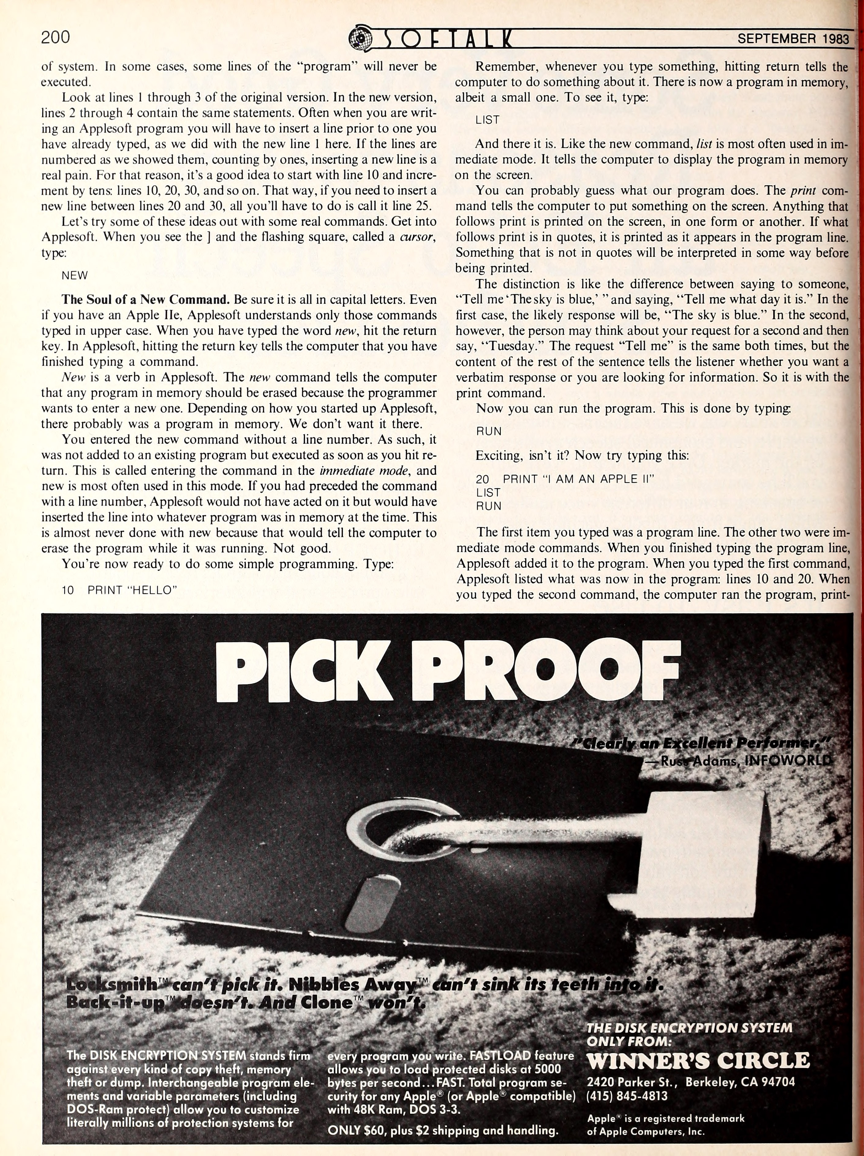 200
SOFTALK
SEPTEMBER 1983
of system. In some cases, some lines of the “program” will never be
executed.
Look at lines 1 through 3 of the original version. In the new version,
lines 2 through 4 contain the same statements. Often when you are writ-
ing an Applesoft program you will have to insert a line prior to one you
have already typed, as we did with the new line 1 here. If the lines are
numbered as we showed them, counting by ones, inserting a new line is a
real pain. For that reason, it’s a good idea to start with line 10 and incre-
ment by tens: lines 10, 20, 30, and so on. That way, if you need to insert a
new line between lines 20 and 30, all you’ll have to do is call it line 25.
Let’s try some of these ideas out with some real commands. Get into
Applesoft. When you see the ] and the flashing square, called a cursor,
type:
NEW
The Soul of a New Command. Be sure it is all in capital letters. Even
if you have an Apple IIe, Applesoft understands only those commands
typed in upper case. When you have typed the word new, hit the return
key. In Applesoft, hitting the return key tells the computer that you have
finished typing a command.
New is a verb in Applesoft. The new command tells the computer
that any program in memory should be erased because the programmer
wants to enter a new one. Depending on how you started up Applesoft,
there probably was a program in memory. We don’t want it there.
You entered the new command without a line number. As such, it
was not added to an existing program but executed as soon as you hit re-
turn. This is called entering the command in the immediate mode, and
new is most often used in this mode. If you had preceded the command
with a line number, Applesoft would not have acted on it but would have
inserted the line into whatever program was in memory at the time. This
is almost never done with new because that would tell the computer to
erase the program while it was running. Not good.
You’re now ready to do some simple programming. Type:
10 PRINT “HELLO”
Remember, whenever you type something, hitting return tells the
computer to do something about it. There is now a program in memory,
albeit a small one. To see it, type:
LIST
And there it is. Like the new command, list is most often used in im-
mediate mode. It tells the computer to display the program in memory
on the screen.
You can probably guess what our program does. The print com-
mand tells the computer to put something on the screen. Anything that
follows print is printed on the screen, in one form or another. If what
follows print is in quotes, it is printed as it appears in the program line.
Something that is not in quotes will be interpreted in some way before
being printed.
The distinction is like the difference between saying to someone,
“Tell me ‘The sky is blue,’ ” and saying, “Tell me what day it is.” In the
first case, the likely response will be, “The sky is blue.” In the second,
however, the person may think about your request for a second and then
say, “Tuesday.” The request “Tell me” is the same both times, but the
content of the rest of the sentence tells the listener whether you want a
verbatim response or you are looking for information. So it is with the
print command.
Now you can run the program. This is done by typing:
RUN
Exciting, isn’t it? Now try typing this:
20 PRINT “I AM AN APPLE II”
LIST
RUN
The first item you typed was a program line. The other two were im-
mediate mode commands. When you finished typing the program line,
Applesoft added it to the program. When you typed the first command,
Applesoft listed what was now in the program: lines 10 and 20. When
you typed the second command, the computer ran the program, print-
PICK PROOF
“Clearly an Excellent Performer.”
—Russ Adams, INFOWORLD
Locksmith™ can’t pick it. Nibbles Away™ can’t sink its teeth into it.
Back-it-up™ doesn’t. And Clone™ won’t.
The DISK ENCRYPTION SYSTEM stands firm
against every kind of copy theft, memory
theft or dump. Interchangeable program ele-
ments and variable parameters (including
DOS-Ram protect) allow you to customize
literally millions of protection systems for
every program you write. FASTLOAD feature
allows you to load protected disks at 5000
bytes per second...FAST. Total program se-
curity for any Apple® (or Apple® compatible)
with 48K Ram, DOS 3-3.
ONLY $60, plus $2 shipping and handling.
THE DISK ENCRYPTION SYSTEM
ONLY FROM:
WINNER’S CIRCLE
2420 Parker St., Berkeley, CA 94704
(415) 845-4813
Apple® is a registered trademark
of Apple Computers, Inc.